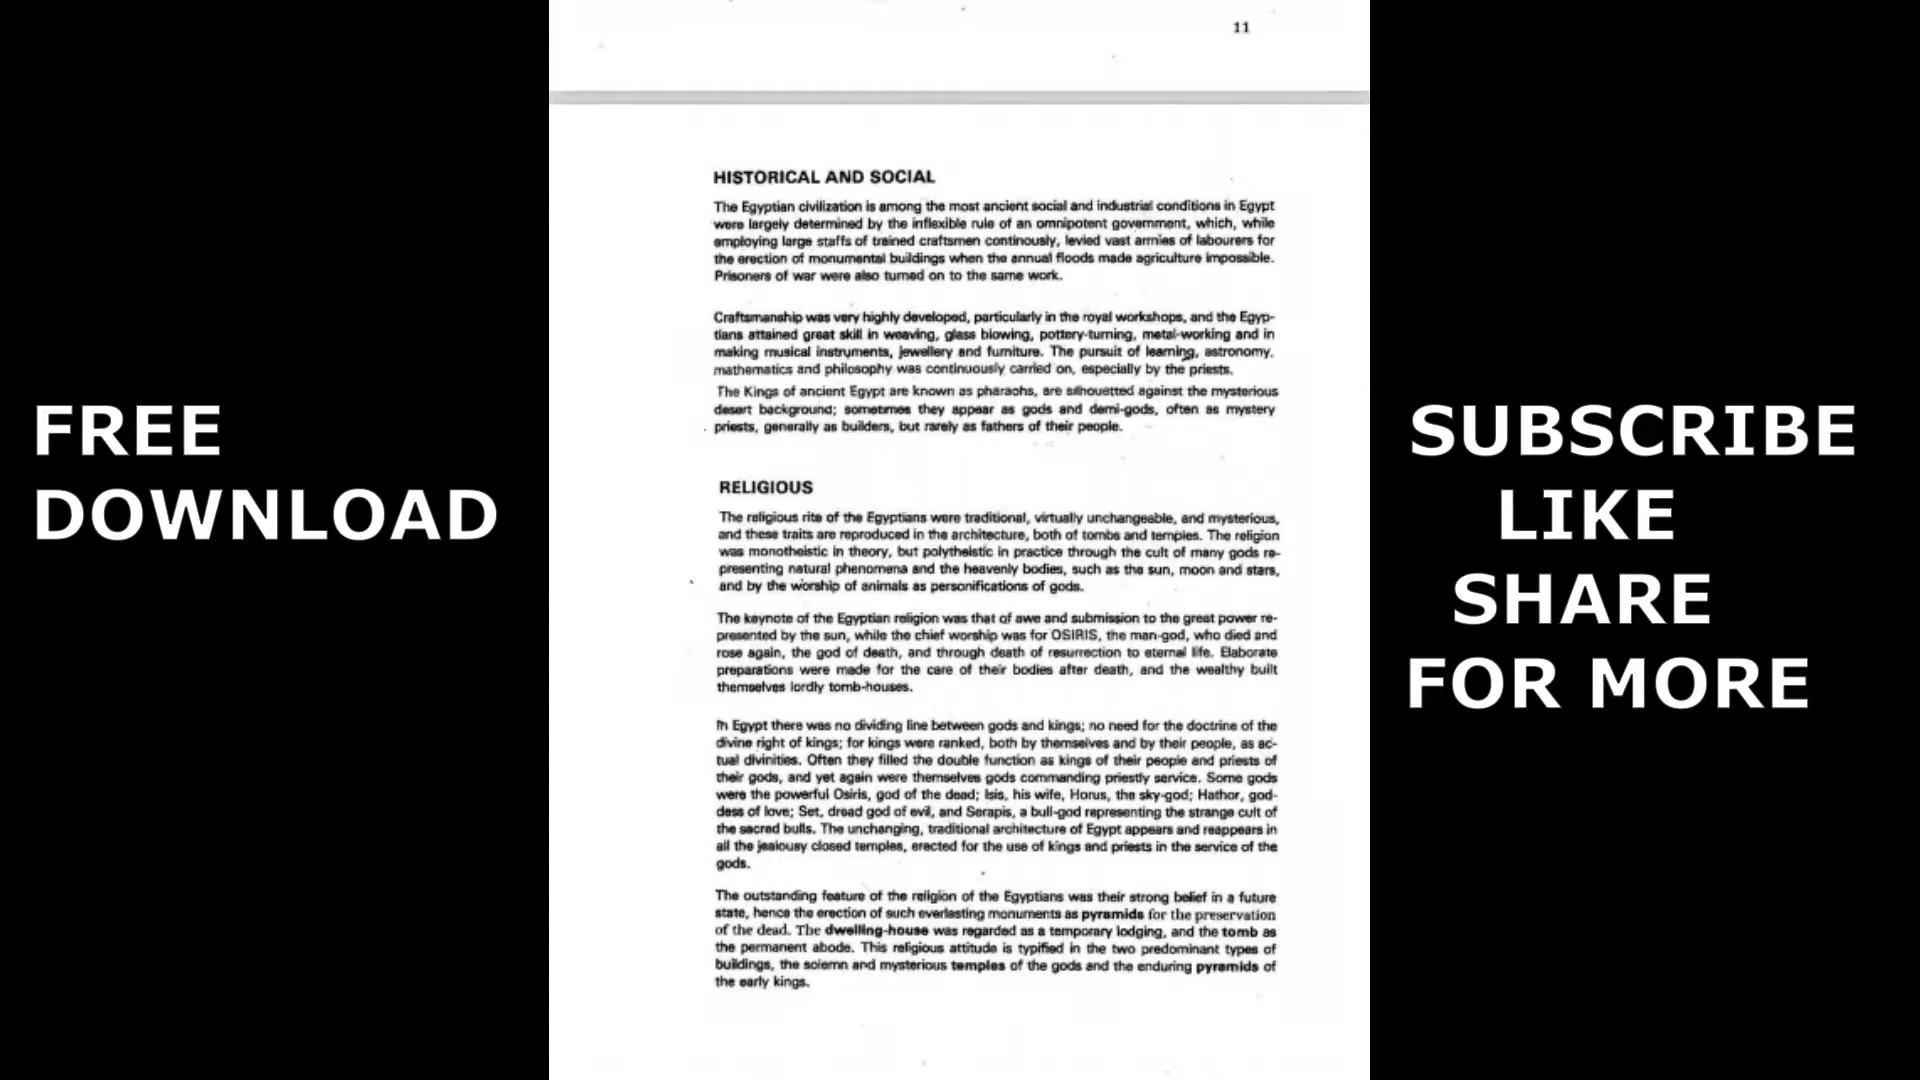 11
HISTORICAL AND SOCIAL
The Egyptian civilization is among the most ancient social and industrial conditions in Egypt
were largely determined by the inflexible rule of an omnipotent government, which, while
employing large staffs of trained craftsmen continously, levied vast armies of labourers for
the erection of monumental buildings when the annual floods made agriculture impossible.
Prisoners of war were also turned on to the same work.
Craftsmanship was very highly developed, particularly in the royal workshops, and the Egyp-
tians attained great skill in weaving, glass blowing, pottery-turning, metal-working and in
making musical instruments, jewellery and furniture. The pursuit of learning, astronomy,
mathematics and philosophy was continuously carried on, especially by the priests.
The Kings of ancient Egypt are known as pharaohs, are silhouetted against the mysterious
desert background; sometimes they appear as gods and demi-gods, often as mystery
priests, generally as builders, but rarely as fathers of their people.
RELIGIOUS
The religious rite of the Egyptians were traditional, virtually unchangeable, and mysterious,
and these traits are reproduced in the architecture, both of tombs and temples. The religion
was monotheistic in theory, but polytheistic in practice through the cult of many gods re-
presenting natural phenomena and the heavenly bodies, such as the sun, moon and stars,
and by the worship of animals as personifications of gods.
The keynote of the Egyptian religion was that of awe and submission to the great power re-
presented by the sun, while the chief worship was for OSIRIS, the man-god, who died and
rose again, the god of death, and through death of resurrection to eternal life. Elaborate
preparations were made for the care of their bodies after death, and the wealthy built
themselves lordly tomb-houses.
In Egypt there was no dividing line between gods and kings; no need for the doctrine of the
divine right of kings; for kings were ranked, both by themselves and by their people, as ac-
tual divinities. Often they filled the double function as kings of their people and priests of
their gods, and yet again were themselves gods commanding priestly service. Some gods
were the powerful Osiris, god of the dead; Isis, his wife, Horus, the sky-god; Hathor, god-
dess of love; Set, dread god of evil, and Serapis, a bull-god representing the strange cult of
the sacred bulls. The unchanging, traditional architecture of Egypt appears and reappears in
all the jealousy closed temples, erected for the use of kings and priests in the service of the
gods.
The outstanding feature of the religion of the Egyptians was their strong belief in a future
state, hence the erection of such everlasting monuments as pyramids for the preservation
of the dead. The dwelling-house was regarded as a temporary lodging, and the tomb as
the permanent abode. This religious attitude is typified in the two predominant types of
buildings, the solemn and mysterious temples of the gods and the enduring pyramids of
the early kings.
FREE
DOWNLOAD
SUBSCRIBE
LIKE
SHARE
FOR MORE